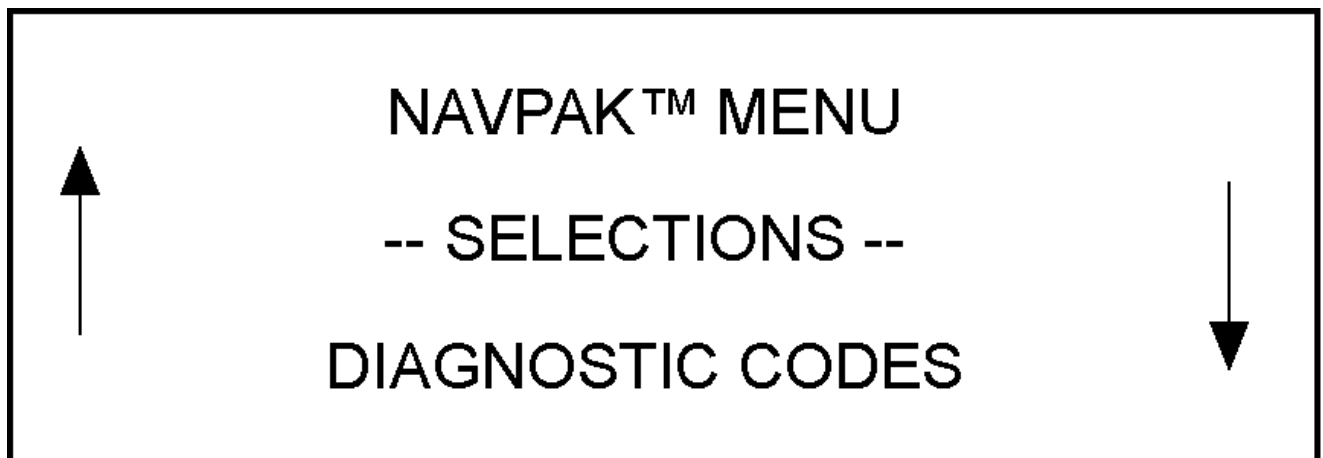 NAVPAK™ MENU
-- SELECTIONS --
DIAGNOSTIC CODES